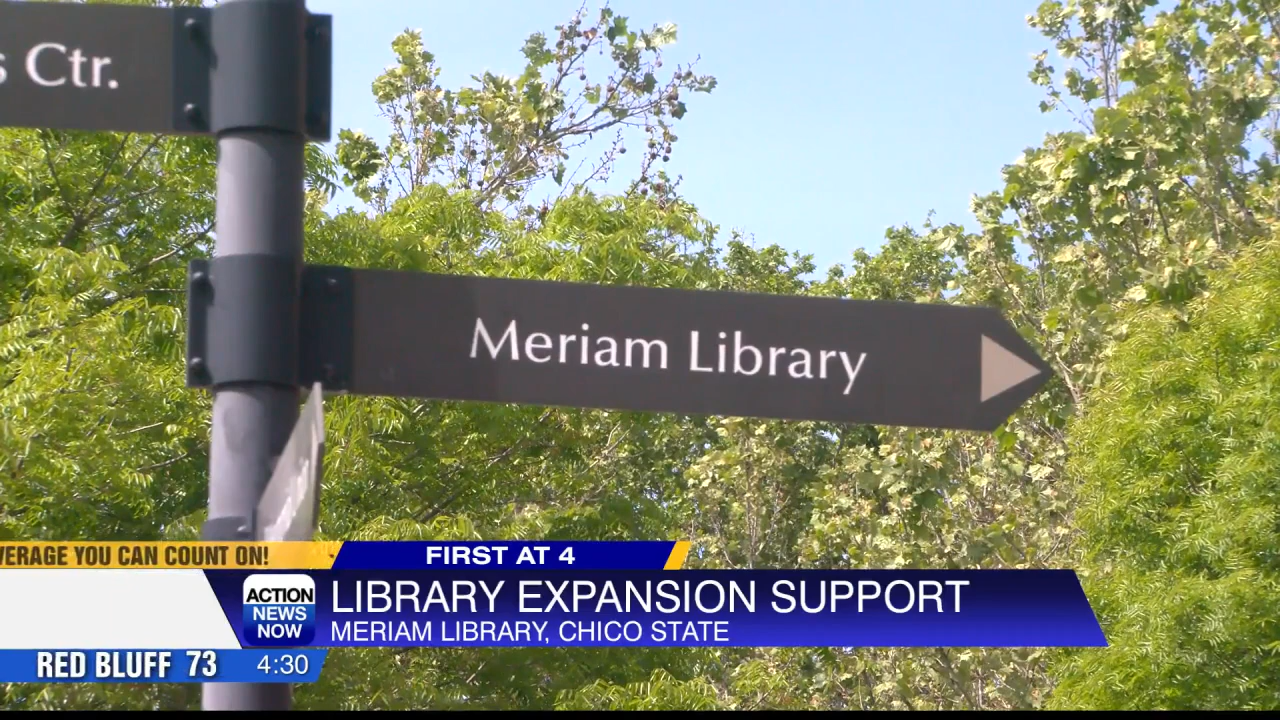 s Ctr.
Meriam Library
VERAGE YOU CAN COUNT ON!
FIRST AT 4
ACTION
NEWS
NOW
LIBRARY EXPANSION SUPPORT
MERIAM LIBRARY, CHICO STATE
RED BLUFF 73
4:30